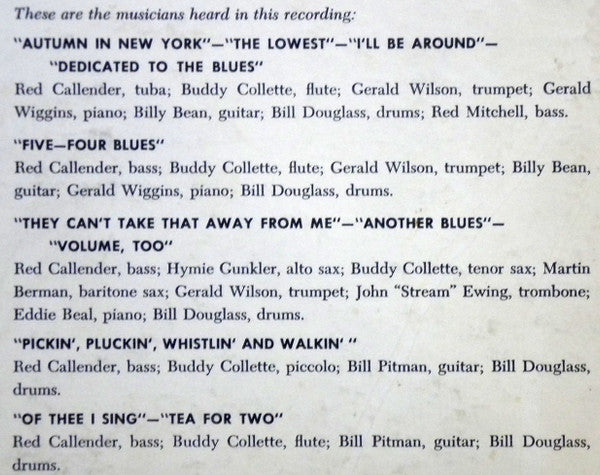 These are the musicians heard in this recording:
"AUTUMN IN NEW YORK"—"THE LOWEST"—"I'LL BE AROUND"—
"DEDICATED TO THE BLUES"
Red Callender, tuba; Buddy Collette, flute; Gerald Wilson, trumpet; Gerald
Wiggins, piano; Billy Bean, guitar; Bill Douglass, drums; Red Mitchell, bass.
"FIVE—FOUR BLUES"
Red Callender, bass; Buddy Collette, flute; Gerald Wilson, trumpet; Billy Bean,
guitar; Gerald Wiggins, piano; Bill Douglass, drums.
"THEY CAN'T TAKE THAT AWAY FROM ME"—"ANOTHER BLUES"—
"VOLUME, TOO"
Red Callender, bass; Hymie Gunkler, alto sax; Buddy Collette, tenor sax; Martin
Berman, baritone sax; Gerald Wilson, trumpet; John "Stream" Ewing, trombone;
Eddie Beal, piano; Bill Douglass, drums.
"PICKIN', PLUCKIN', WHISTLIN' AND WALKIN' "
Red Callender, bass; Buddy Collette, piccolo; Bill Pitman, guitar; Bill Douglass,
drums.
"OF THEE I SING"—"TEA FOR TWO"
Red Callender, bass; Buddy Collette, flute; Bill Pitman, guitar; Bill Douglass,
drums.